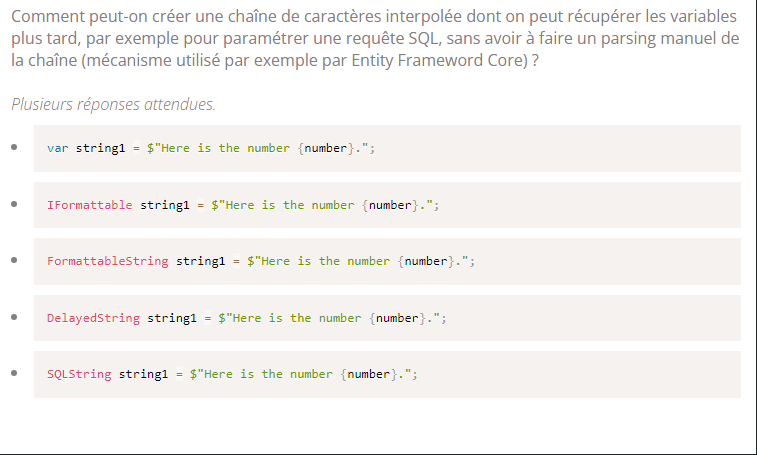 Comment peut-on créer une chaîne de caractères interpolée dont on peut récupérer les variables
plus tard, par exemple pour paramétrer une requête SQL, sans avoir à faire un parsing manuel de
la chaîne (mécanisme utilisé par exemple par Entity Frameword Core) ?
Plusieurs réponses attendues.
var string1 = $"Here is the number {number}.";
IFormattable string1 = $"Here is the number {number}.";
FormattableString string1 = $"Here is the number {number}.";
DelayedString string1 = $"Here is the number {number}.";
SQLString string1 = $"Here is the number {number}.";